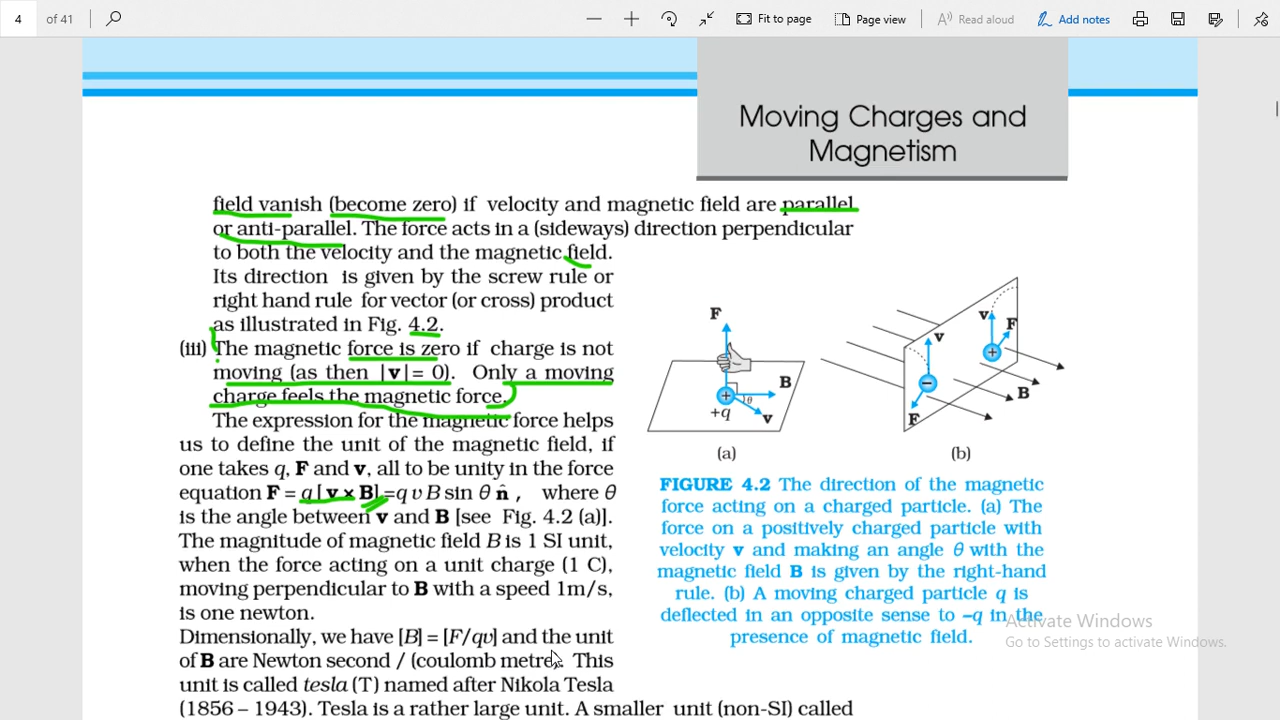 4 of 41 Fit to page Page view Read aloud Add notes
Moving Charges and
Magnetism
field vanish (become zero) if velocity and magnetic field are parallel
or anti-parallel. The force acts in a (sideways) direction perpendicular
to both the velocity and the magnetic field.
Its direction is given by the screw rule or
right hand rule for vector (or cross) product
as illustrated in Fig. 4.2.
(iii) The magnetic force is zero if charge is not
moving (as then |v|= 0). Only a moving
charge feels the magnetic force.
The expression for the magnetic force helps
us to define the unit of the magnetic field, if
one takes q, F and v, all to be unity in the force
equation F = q [ v × B] =q v B sin θ n̂ , where θ
is the angle between v and B [see Fig. 4.2 (a)].
The magnitude of magnetic field B is 1 SI unit,
when the force acting on a unit charge (1 C),
moving perpendicular to B with a speed 1m/s,
is one newton.
Dimensionally, we have [B] = [F/qv] and the unit
of B are Newton second / (coulomb metre). This
unit is called tesla (T) named after Nikola Tesla
(1856 – 1943). Tesla is a rather large unit. A smaller unit (non-SI) called
F
B
θ
+q
v
+
(a)
v
F
v
+
–
F
B
(b)
FIGURE 4.2 The direction of the magnetic
force acting on a charged particle. (a) The
force on a positively charged particle with
velocity v and making an angle θ with the
magnetic field B is given by the right-hand
rule. (b) A moving charged particle q is
deflected in an opposite sense to –q in the
presence of magnetic field.
Activate Windows
Go to Settings to activate Windows.